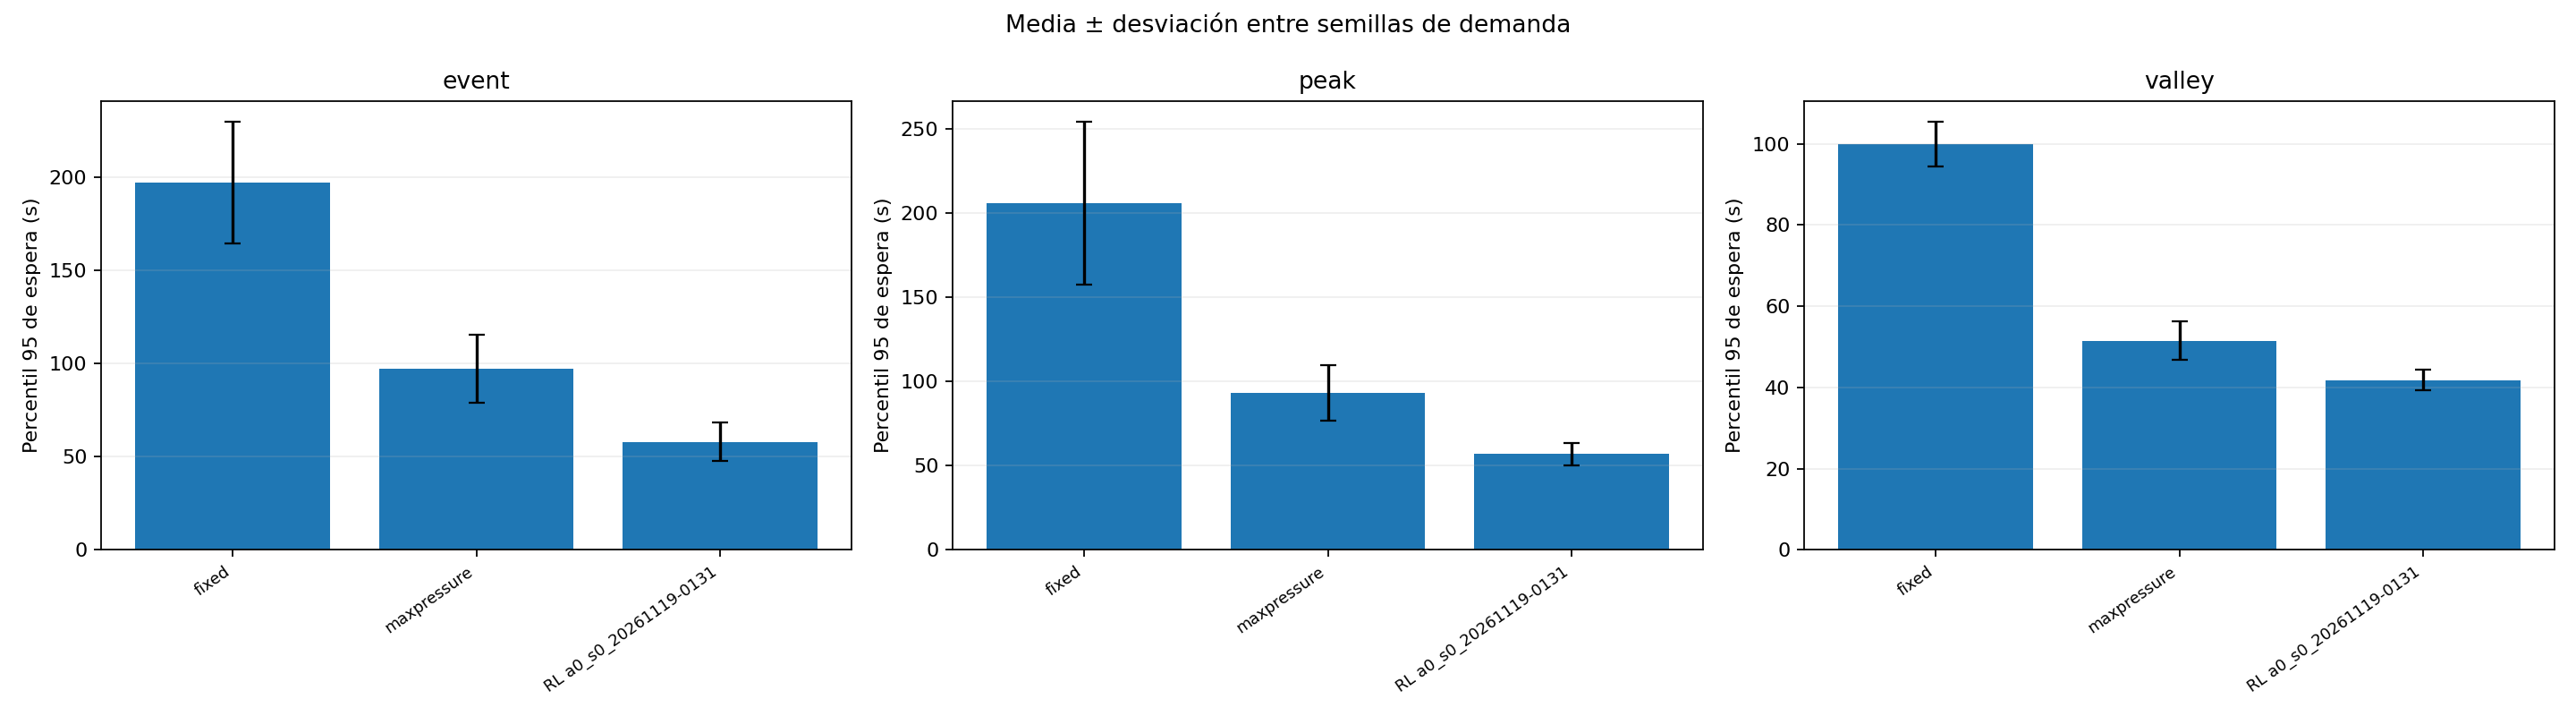 Media ± desviación entre semillas de demanda
event
Percentil 95 de espera (s)
200
150
100
50
0
fixed
maxpressure
RL a0_s0_20261119-0131
peak
Percentil 95 de espera (s)
250
200
150
100
50
0
fixed
maxpressure
RL a0_s0_20261119-0131
valley
Percentil 95 de espera (s)
100
80
60
40
20
0
fixed
maxpressure
RL a0_s0_20261119-0131